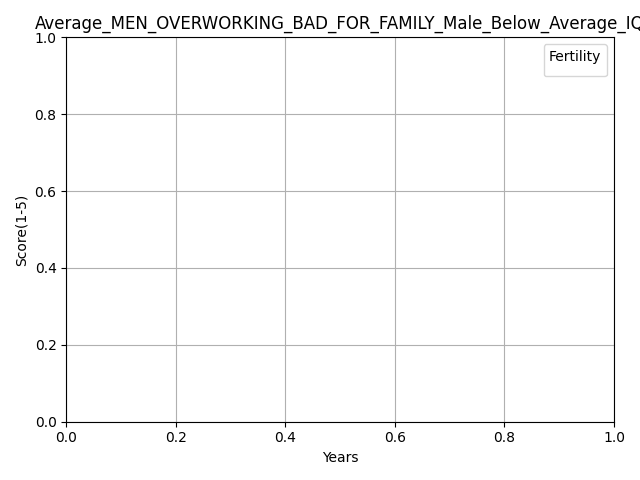 Average_MEN_OVERWORKING_BAD_FOR_FAMILY_Male_Below_Average_IQ
Fertility
1.0
0.8
0.6
0.4
0.2
0.0
Score(1-5)
0.0 0.2 0.4 0.6 0.8 1.0
Years